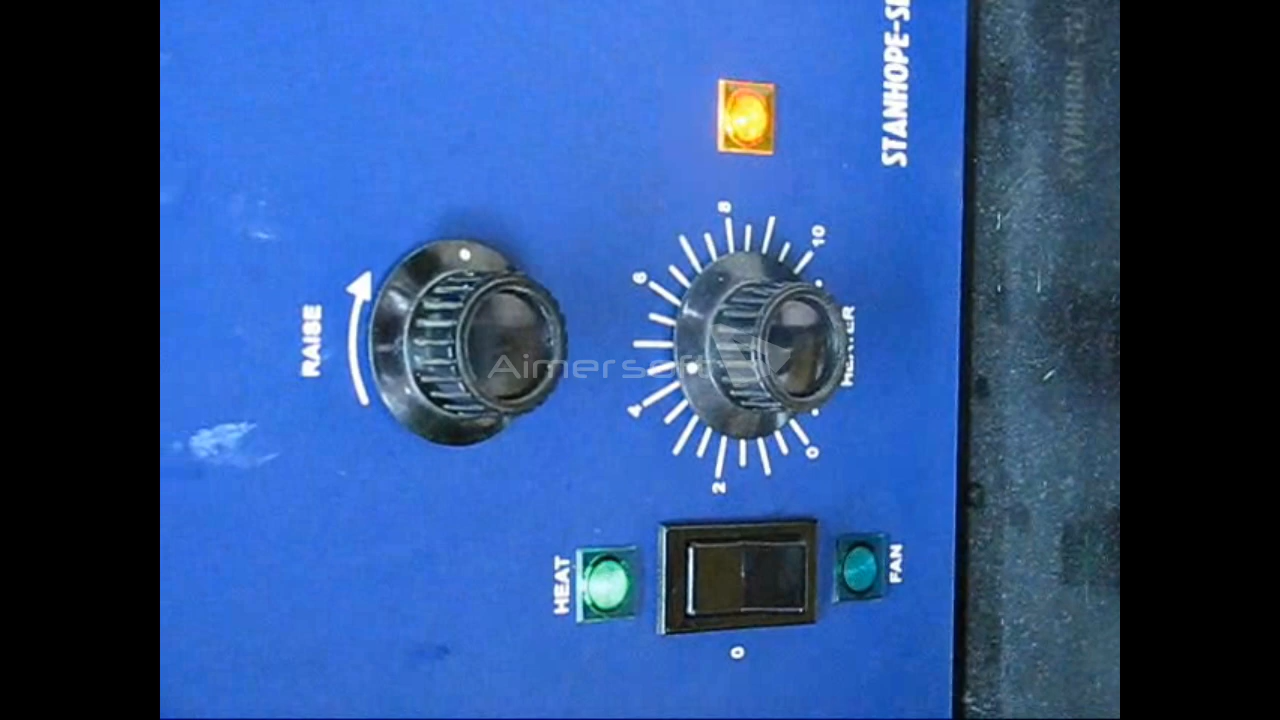 STANHOPE-SE
RAISE
HEATER
0
2
4
6
8
10
HEAT
0
FAN
Aimersoft